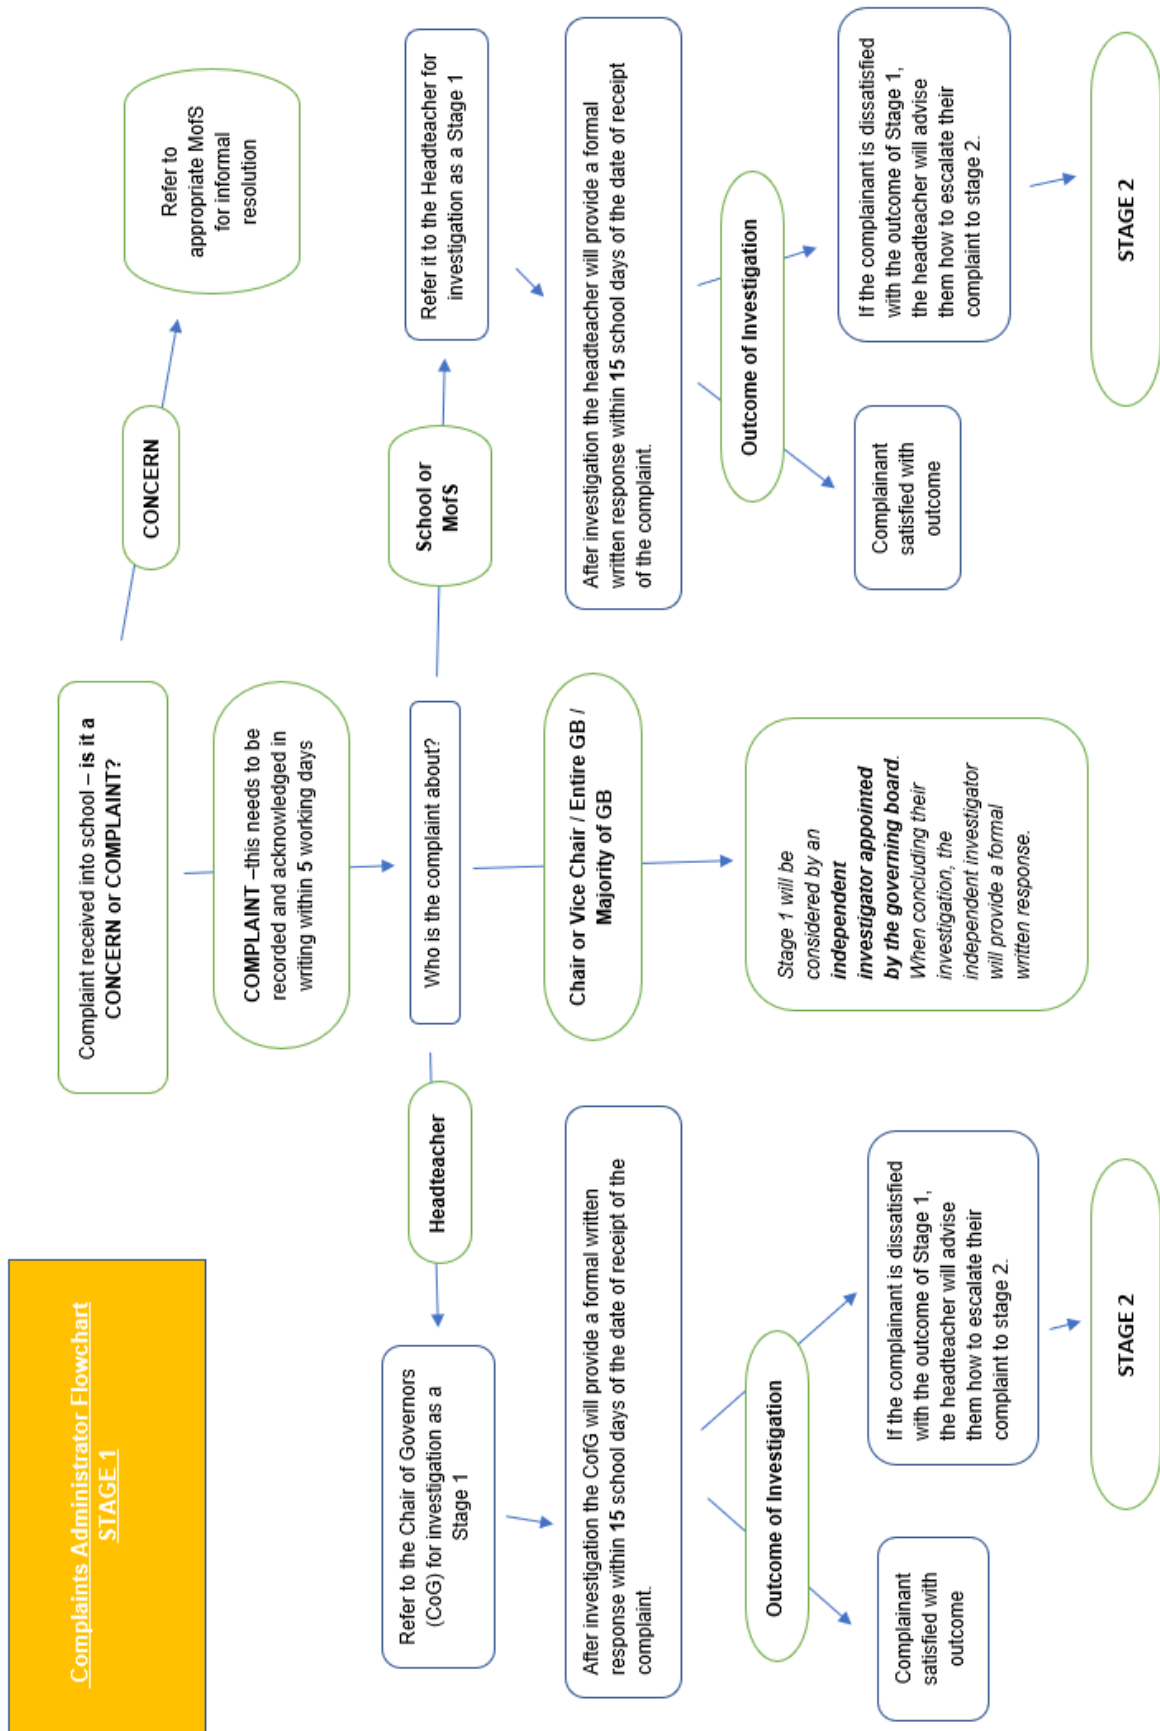 Complaints Administrator Flowchart
STAGE 1
Complaint received into school – is it a
CONCERN or COMPLAINT?
CONCERN
Refer to
appropriate MofS
for informal
resolution
COMPLAINT –this needs to be
recorded and acknowledged in
writing within 5 working days
Who is the complaint about?
Headteacher
School or
MofS
Chair or Vice Chair / Entire GB /
Majority of GB
Refer to the Chair of Governors
(CoG) for investigation as a
Stage 1
After investigation the CofG will provide a formal written
response within 15 school days of the date of receipt of the
complaint.
Outcome of Investigation
Complainant
satisfied with
outcome
If the complainant is dissatisfied
with the outcome of Stage 1,
the headteacher will advise
them how to escalate their
complaint to stage 2.
STAGE 2
Stage 1 will be
considered by an
independent
investigator appointed
by the governing board.
When concluding their
investigation, the
independent investigator
will provide a formal
written response.
Refer it to the Headteacher for
investigation as a Stage 1
After investigation the headteacher will provide a formal
written response within 15 school days of the date of receipt
of the complaint.
Outcome of Investigation
Complainant
satisfied with
outcome
If the complainant is dissatisfied
with the outcome of Stage 1,
the headteacher will advise
them how to escalate their
complaint to stage 2.
STAGE 2